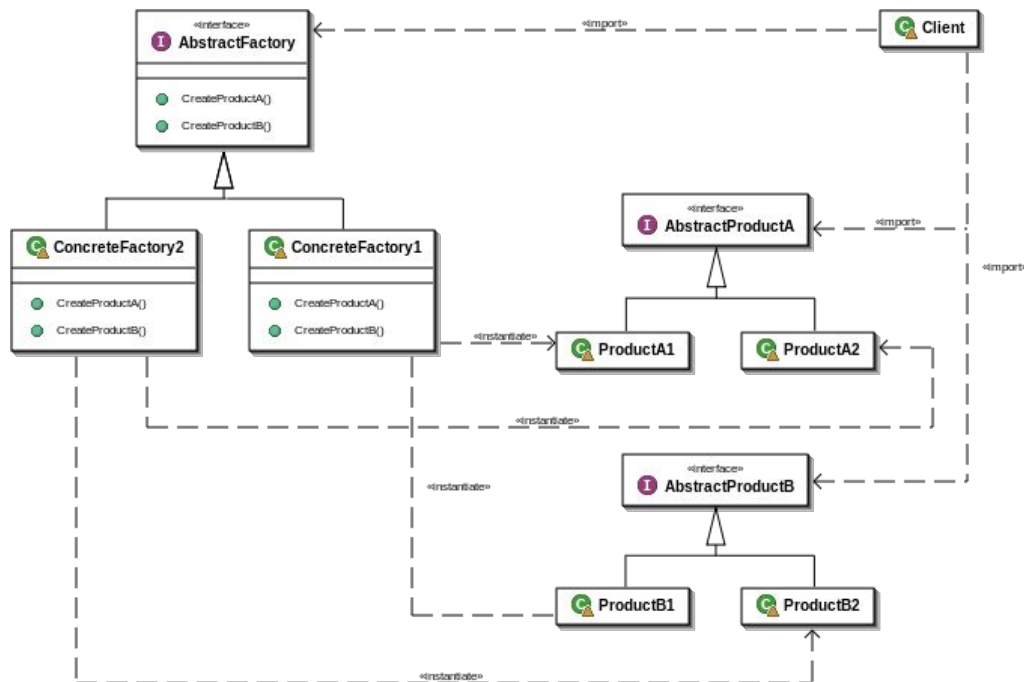 «interface»
I AbstractFactory
CreateProductA()
CreateProductB()
«import»
C Client
C ConcreteFactory2
CreateProductA()
CreateProductB()
C ConcreteFactory1
CreateProductA()
CreateProductB()
«interface»
I AbstractProductA
«import»
«import»
«instantiate»
C ProductA1
C ProductA2
«instantiate»
«interface»
I AbstractProductB
«instantiate»
C ProductB1
C ProductB2
«instantiate»